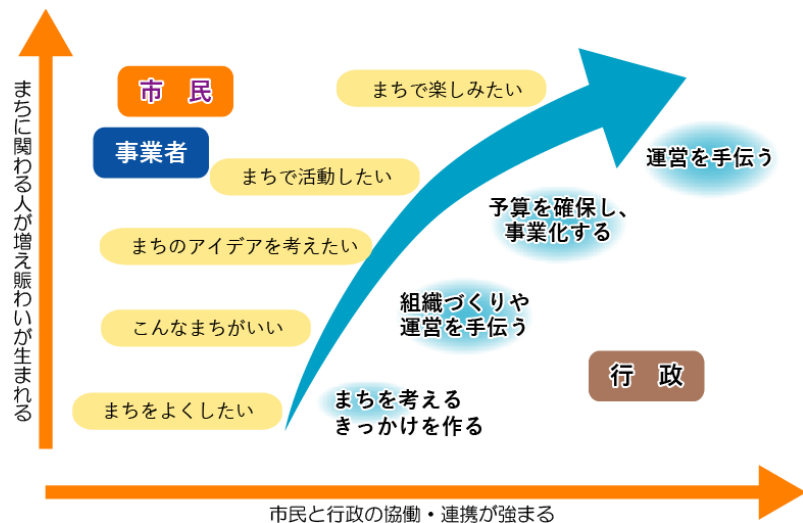 まちに関わる人が増え賑わいが生まれる
市　民
事業者
まちで楽しみたい
まちで活動したい
まちのアイデアを考えたい
こんなまちがいい
まちをよくしたい
運営を手伝う
予算を確保し、
事業化する
組織づくりや
運営を手伝う
まちを考える
きっかけを作る
行　政
市民と行政の協働・連携が強まる